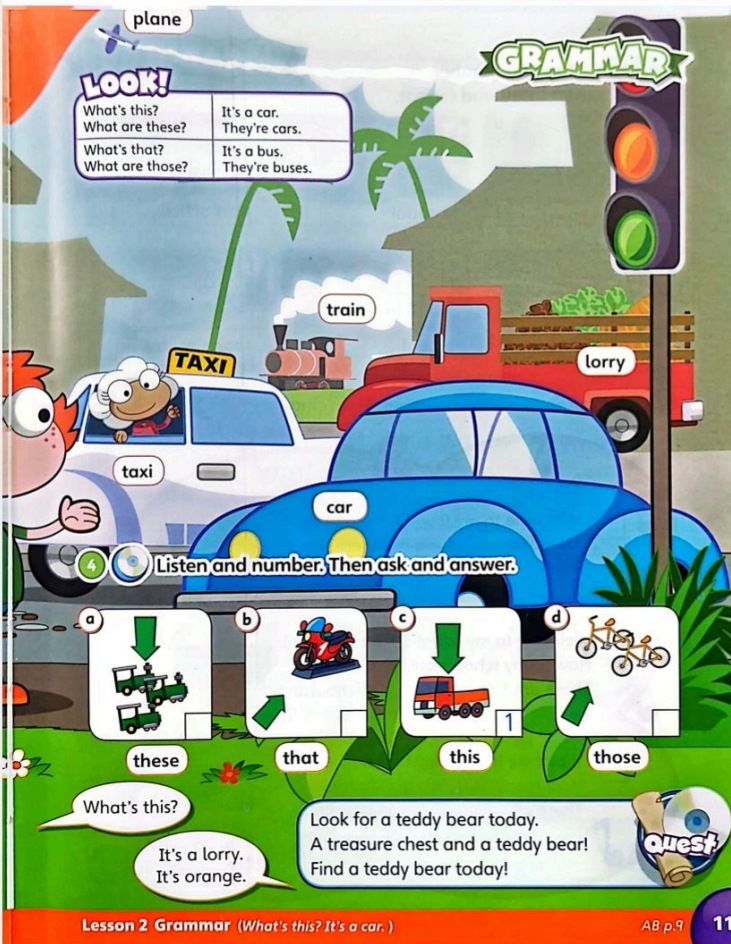 plane
GRAMMAR
LOOK!
What's this? It's a car.
What are these? They're cars.
What's that? It's a bus.
What are those? They're buses.
train
lorry
TAXI
taxi
car
4 Listen and number. Then ask and answer.
a
b
c
d
1
these
that
this
those
What's this?
It's a lorry.
It's orange.
Look for a teddy bear today.
A treasure chest and a teddy bear!
Find a teddy bear today!
Quest
Lesson 2 Grammar (What's this? It's a car. )
AB p.9
11